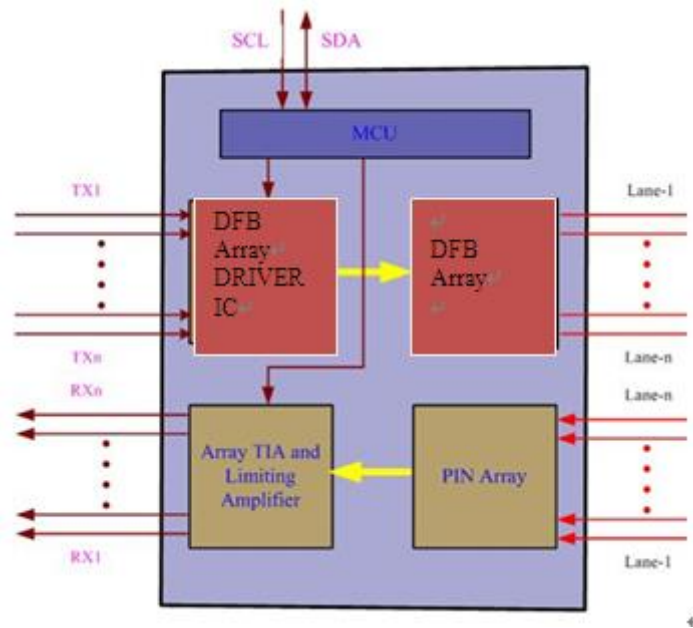 SCL SDA
MCU
TX1
Lane-1
DFB
Array↵
DRIVER
IC↵
↵
DFB
Array↵
↵
TXn
Lane-n
RXn
Lane-n
Array TIA and
Limiting
Amplifier
PIN Array
RX1
Lane-1
↵